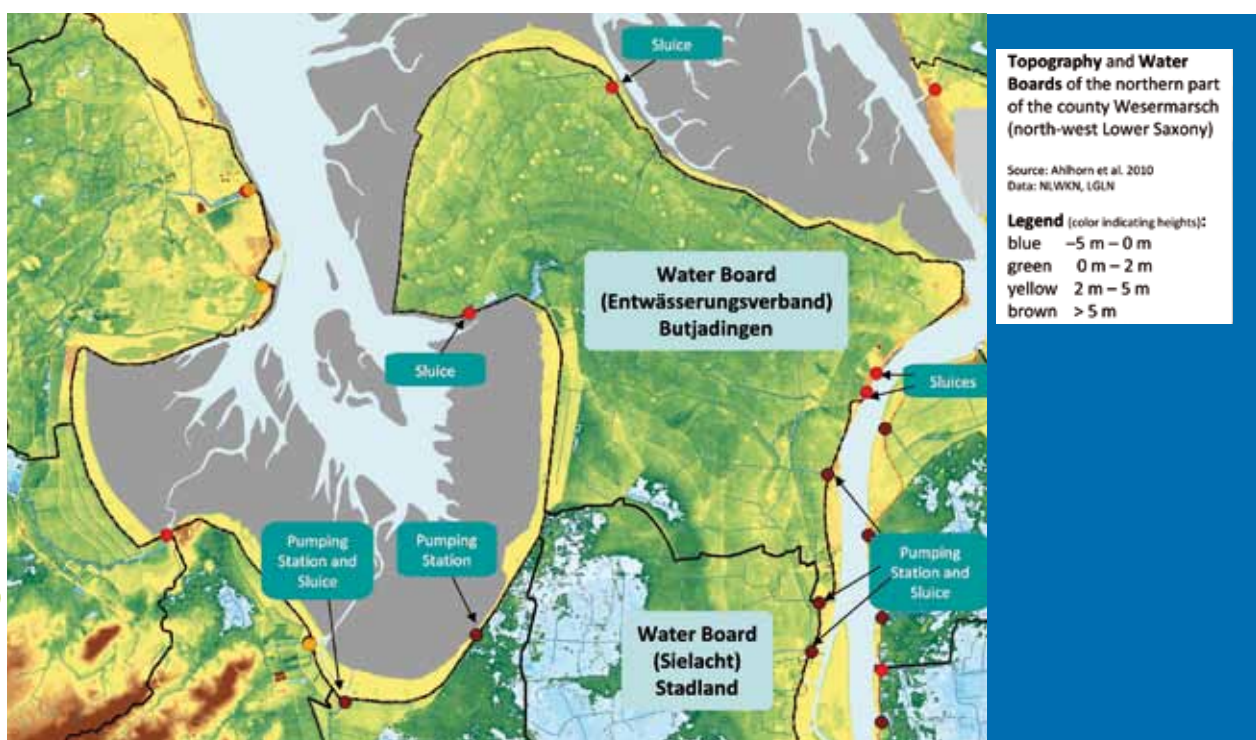 Sluice
Water Board
(Entwässerungsverband)
Butjadingen
Sluice
Sluices
Pumping
Station and
Sluice
Pumping
Station
Pumping
Station and
Sluice
Water Board
(Sielacht)
Stadland
Topography and Water
Boards of the northern part
of the county Wesermarsch
(north-west Lower Saxony)
Source: Ahlhorn et al. 2010
Data: NLWKN, LGLN
Legend (color indicating heights):
blue −5 m – 0 m
green 0 m – 2 m
yellow 2 m – 5 m
brown > 5 m